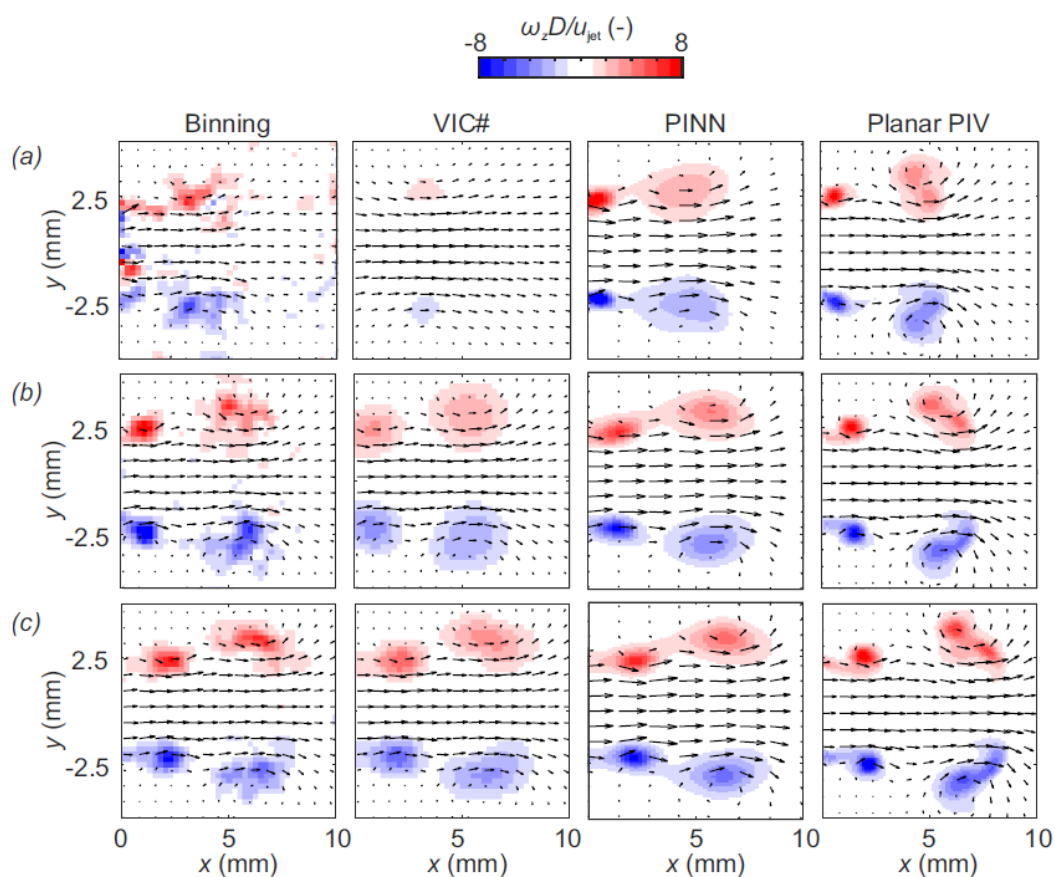 ω_z D/u_jet (-)
-8 8
Binning VIC# PINN Planar PIV
(a)
2.5
y (mm)
-2.5
(b)
2.5
y (mm)
-2.5
(c)
2.5
y (mm)
-2.5
0 5 10 5 10 5 10 5 10
x (mm) x (mm) x (mm) x (mm)